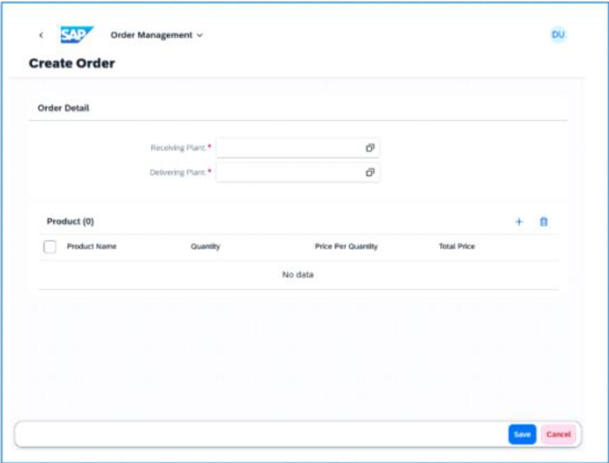 SAP Order Management DU
Create Order
Order Detail
Receiving Plant: *
Delivering Plant: *
Product (0)
Product Name Quantity Price Per Quantity Total Price
No data
Save Cancel